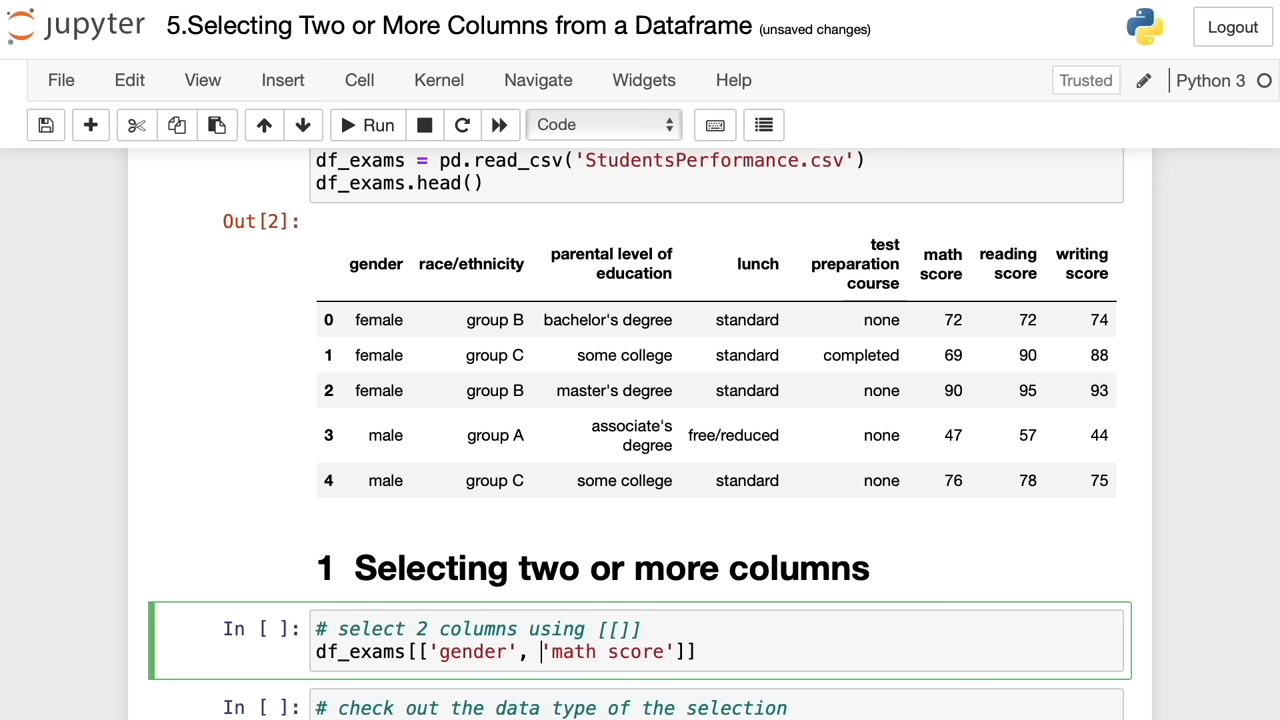 jupyter 5.Selecting Two or More Columns from a Dataframe (unsaved changes) Logout
File Edit View Insert Cell Kernel Navigate Widgets Help Trusted Python 3
Run Code
df_exams = pd.read_csv('StudentsPerformance.csv')
df_exams.head()
Out[2]:
gender race/ethnicity parental level of education lunch test preparation course math score reading score writing score
0 female group B bachelor's degree standard none 72 72 74
1 female group C some college standard completed 69 90 88
2 female group B master's degree standard none 90 95 93
3 male group A associate's degree free/reduced none 47 57 44
4 male group C some college standard none 76 78 75
1 Selecting two or more columns
In [ ]: # select 2 columns using [[]]
df_exams[['gender', 'math score']]
In [ ]: # check out the data type of the selection